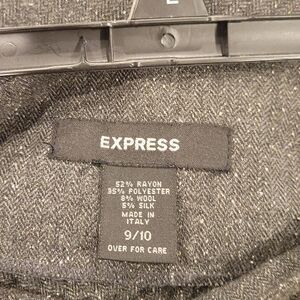 EXPRESS
52% RAYON
35% POLYESTER
8% WOOL
5% SILK
MADE IN
ITALY
9/10
OVER FOR CARE